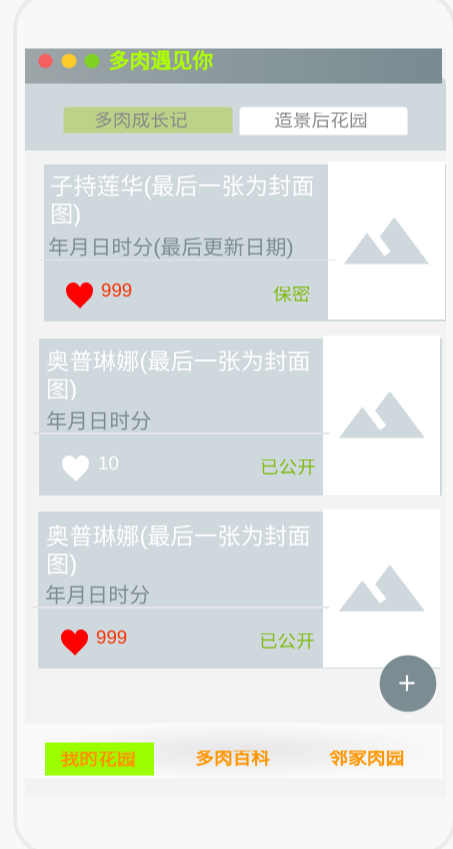 多肉遇见你
多肉成长记 造景后花园
子持莲华(最后一张为封面
图)
年月日时分(最后更新日期)
999 保密
奥普琳娜(最后一张为封面
图)
年月日时分
10 已公开
奥普琳娜(最后一张为封面
图)
年月日时分
999 已公开
+
我的花园 多肉百科 邻家肉园